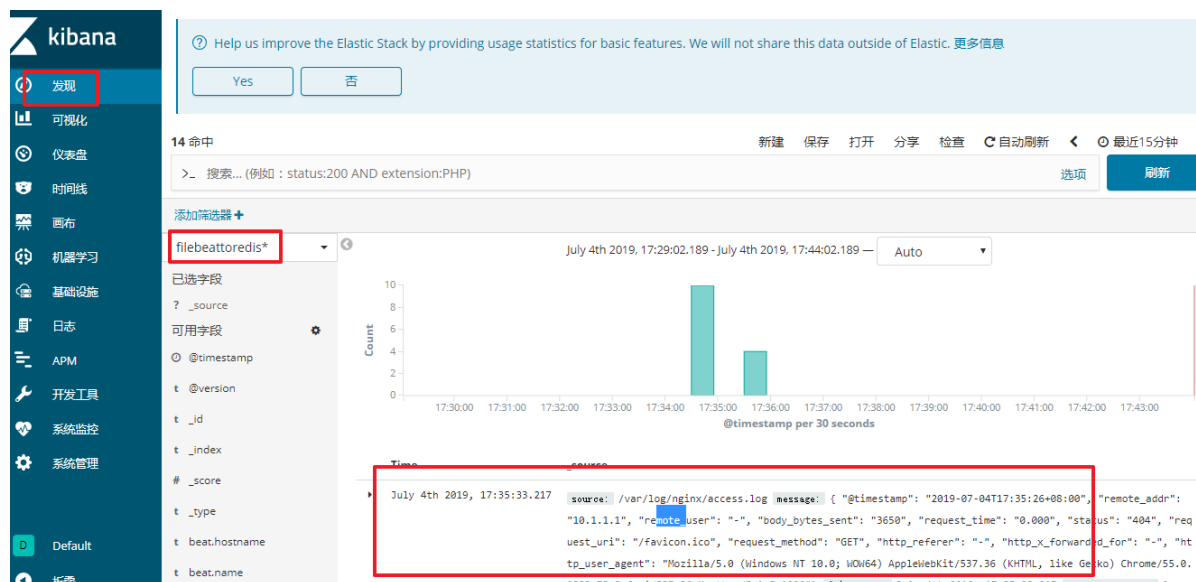 kibana
发现
可视化
仪表盘
时间线
画布
机器学习
基础设施
日志
APM
开发工具
系统监控
系统管理
D Default
Help us improve the Elastic Stack by providing usage statistics for basic features. We will not share this data outside of Elastic. 更多信息
Yes
否
14 命中
新建 保存 打开 分享 检查 自动刷新 最近15分钟
>_ 搜索... (例如：status:200 AND extension:PHP) 选项 刷新
添加筛选器
filebeattoredis*
已选字段
? _source
可用字段
@timestamp
t @version
t _id
t _index
# _score
t _type
t beat.hostname
t beat.name
July 4th 2019, 17:29:02.189 - July 4th 2019, 17:44:02.189 — Auto
Count
10
8
6
4
2
0
17:30:00 17:31:00 17:32:00 17:33:00 17:34:00 17:35:00 17:36:00 17:37:00 17:38:00 17:39:00 17:40:00 17:41:00 17:42:00 17:43:00
@timestamp per 30 seconds
Time _source
July 4th 2019, 17:35:33.217
source: /var/log/nginx/access.log message: { "@timestamp": "2019-07-04T17:35:26+08:00", "remote_addr":
"10.1.1.1", "remote_user": "-", "body_bytes_sent": "3650", "request_time": "0.000", "status": "404", "req
uest_uri": "/favicon.ico", "request_method": "GET", "http_referer": "-", "http_x_forwarded_for": "-", "ht
tp_user_agent": "Mozilla/5.0 (Windows NT 10.0; WOW64) AppleWebKit/537.36 (KHTML, like Gecko) Chrome/55.0.